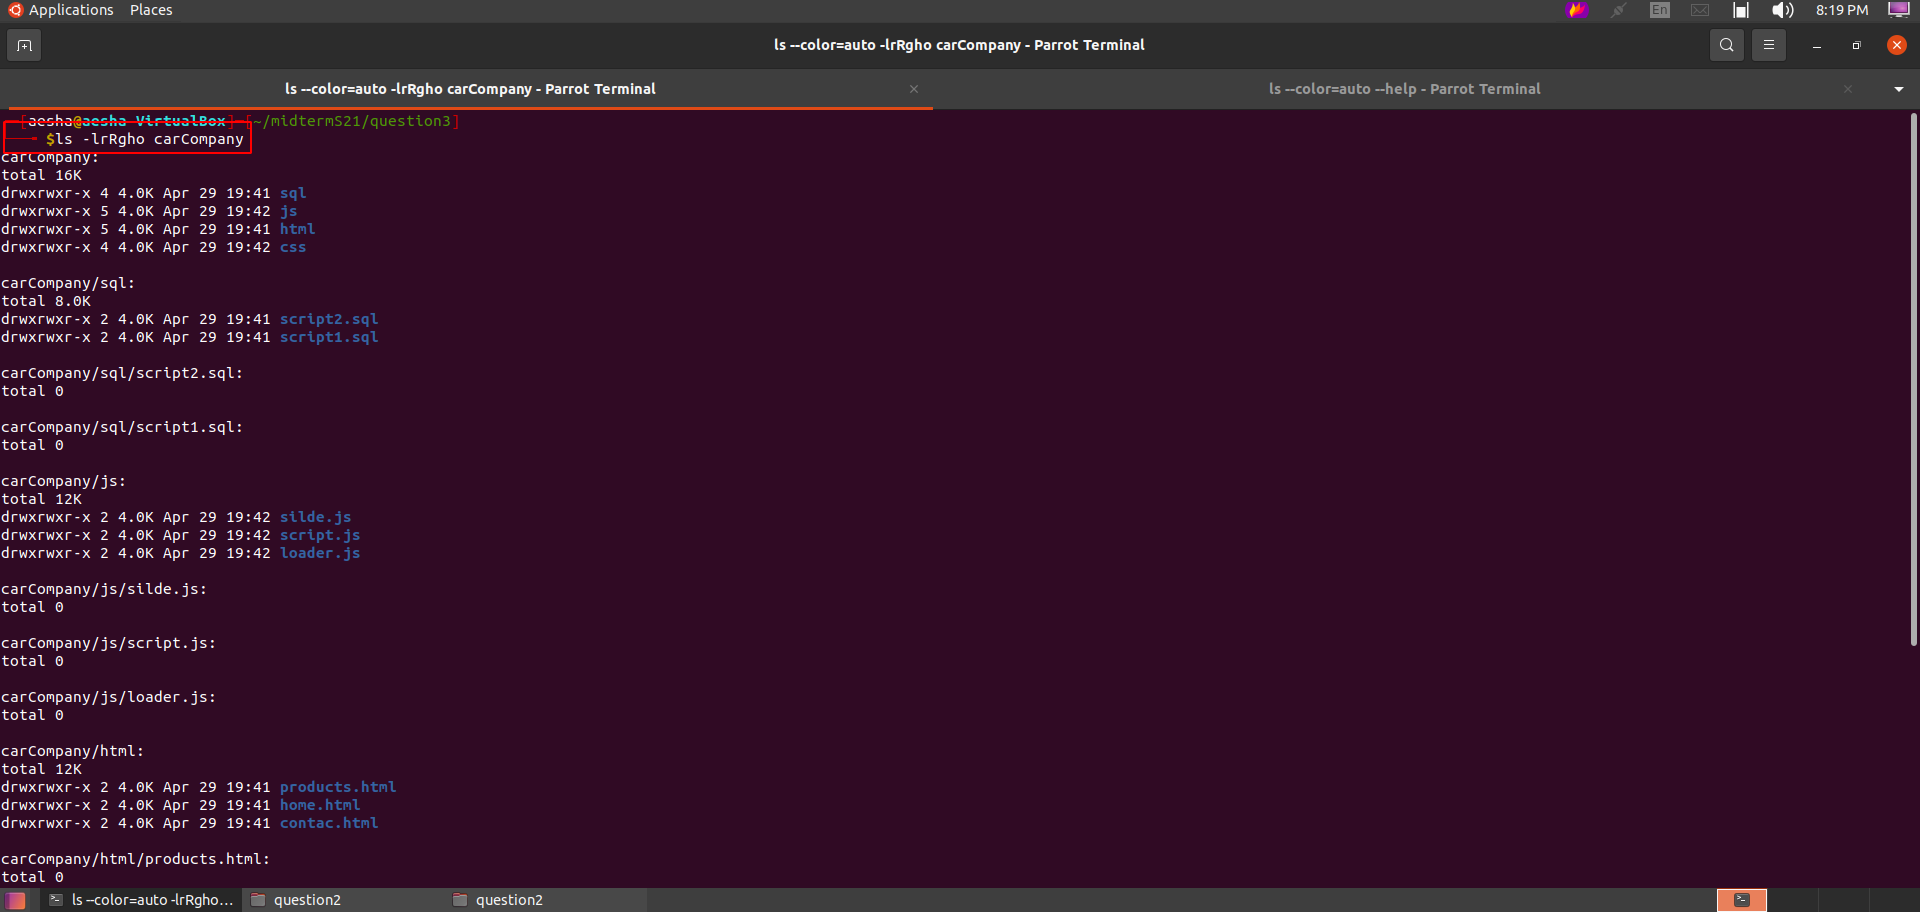 Applications Places
En
8:19 PM
ls --color=auto -lrRgho carCompany - Parrot Terminal
ls --color=auto -lrRgho carCompany - Parrot Terminal
ls --color=auto --help - Parrot Terminal
[aesha@aesha-VirtualBox]-[~/midtermS21/question3]
$ls -lrRgho carCompany
carCompany:
total 16K
drwxrwxr-x 4 4.0K Apr 29 19:41 sql
drwxrwxr-x 5 4.0K Apr 29 19:42 js
drwxrwxr-x 5 4.0K Apr 29 19:41 html
drwxrwxr-x 4 4.0K Apr 29 19:42 css
carCompany/sql:
total 8.0K
drwxrwxr-x 2 4.0K Apr 29 19:41 script2.sql
drwxrwxr-x 2 4.0K Apr 29 19:41 script1.sql
carCompany/sql/script2.sql:
total 0
carCompany/sql/script1.sql:
total 0
carCompany/js:
total 12K
drwxrwxr-x 2 4.0K Apr 29 19:42 silde.js
drwxrwxr-x 2 4.0K Apr 29 19:42 script.js
drwxrwxr-x 2 4.0K Apr 29 19:42 loader.js
carCompany/js/silde.js:
total 0
carCompany/js/script.js:
total 0
carCompany/js/loader.js:
total 0
carCompany/html:
total 12K
drwxrwxr-x 2 4.0K Apr 29 19:41 products.html
drwxrwxr-x 2 4.0K Apr 29 19:41 home.html
drwxrwxr-x 2 4.0K Apr 29 19:41 contac.html
carCompany/html/products.html:
total 0
ls --color=auto -lrRgho... question2 question2